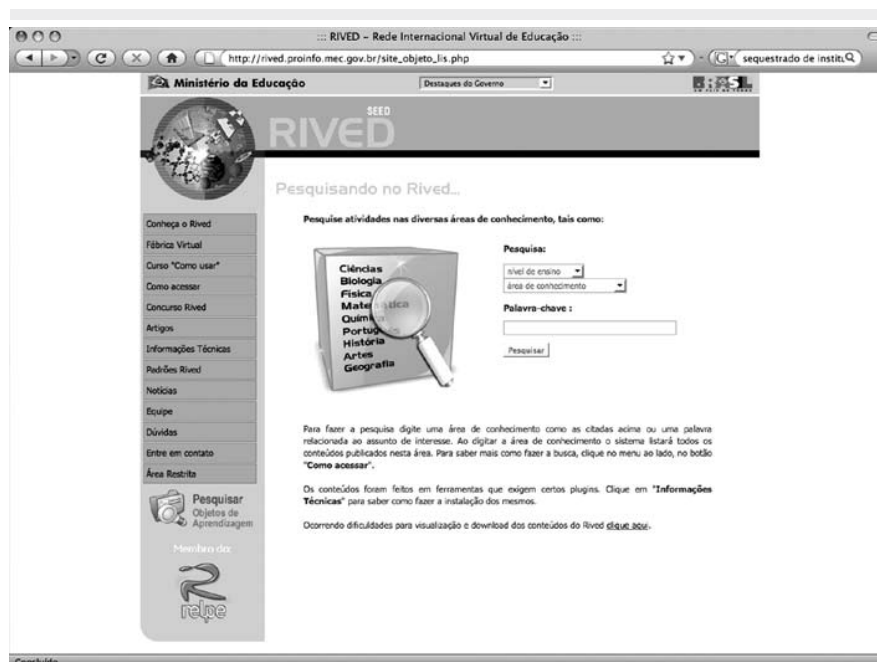 ::: RIVED – Rede Internacional Virtual de Educação :::
http://rived.proinfo.mec.gov.br/site_objeto_lis.php
sequestrado de institu
Ministério da Educação
Destaques do Governo
SEED
RIVED
Pesquisando no Rived...
Pesquise atividades nas diversas áreas de conhecimento, tais como:
Conheça o Rived
Fábrica Virtual
Curso "Como usar"
Como acessar
Concurso Rived
Artigos
Informações Técnicas
Padrões Rived
Notícias
Equipe
Dúvidas
Entre em contato
Área Restrita
Pesquisar
Objetos de
Aprendizagem
Membro da:
relpe
Ciências
Biologia
Física
Matemática
Química
Português
História
Artes
Geografia
Pesquisa:
nível de ensino
área de conhecimento
Palavra-chave :
Pesquisar
Para fazer a pesquisa digite uma área de conhecimento como as citadas acima ou uma palavra
relacionada ao assunto de interesse. Ao digitar a área de conhecimento o sistema listará todos os
conteúdos publicados nesta área. Para saber mais como fazer a busca, clique no menu ao lado, no botão
"Como acessar".
Os conteúdos foram feitos em ferramentas que exigem certos plugins. Clique em "Informações
Técnicas" para saber como fazer a instalação dos mesmos.
Ocorrendo dificuldades para visualização e download dos conteúdos do Rived clique aqui.